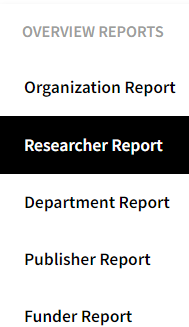 OVERVIEW REPORTS
Organization Report
Researcher Report
Department Report
Publisher Report
Funder Report